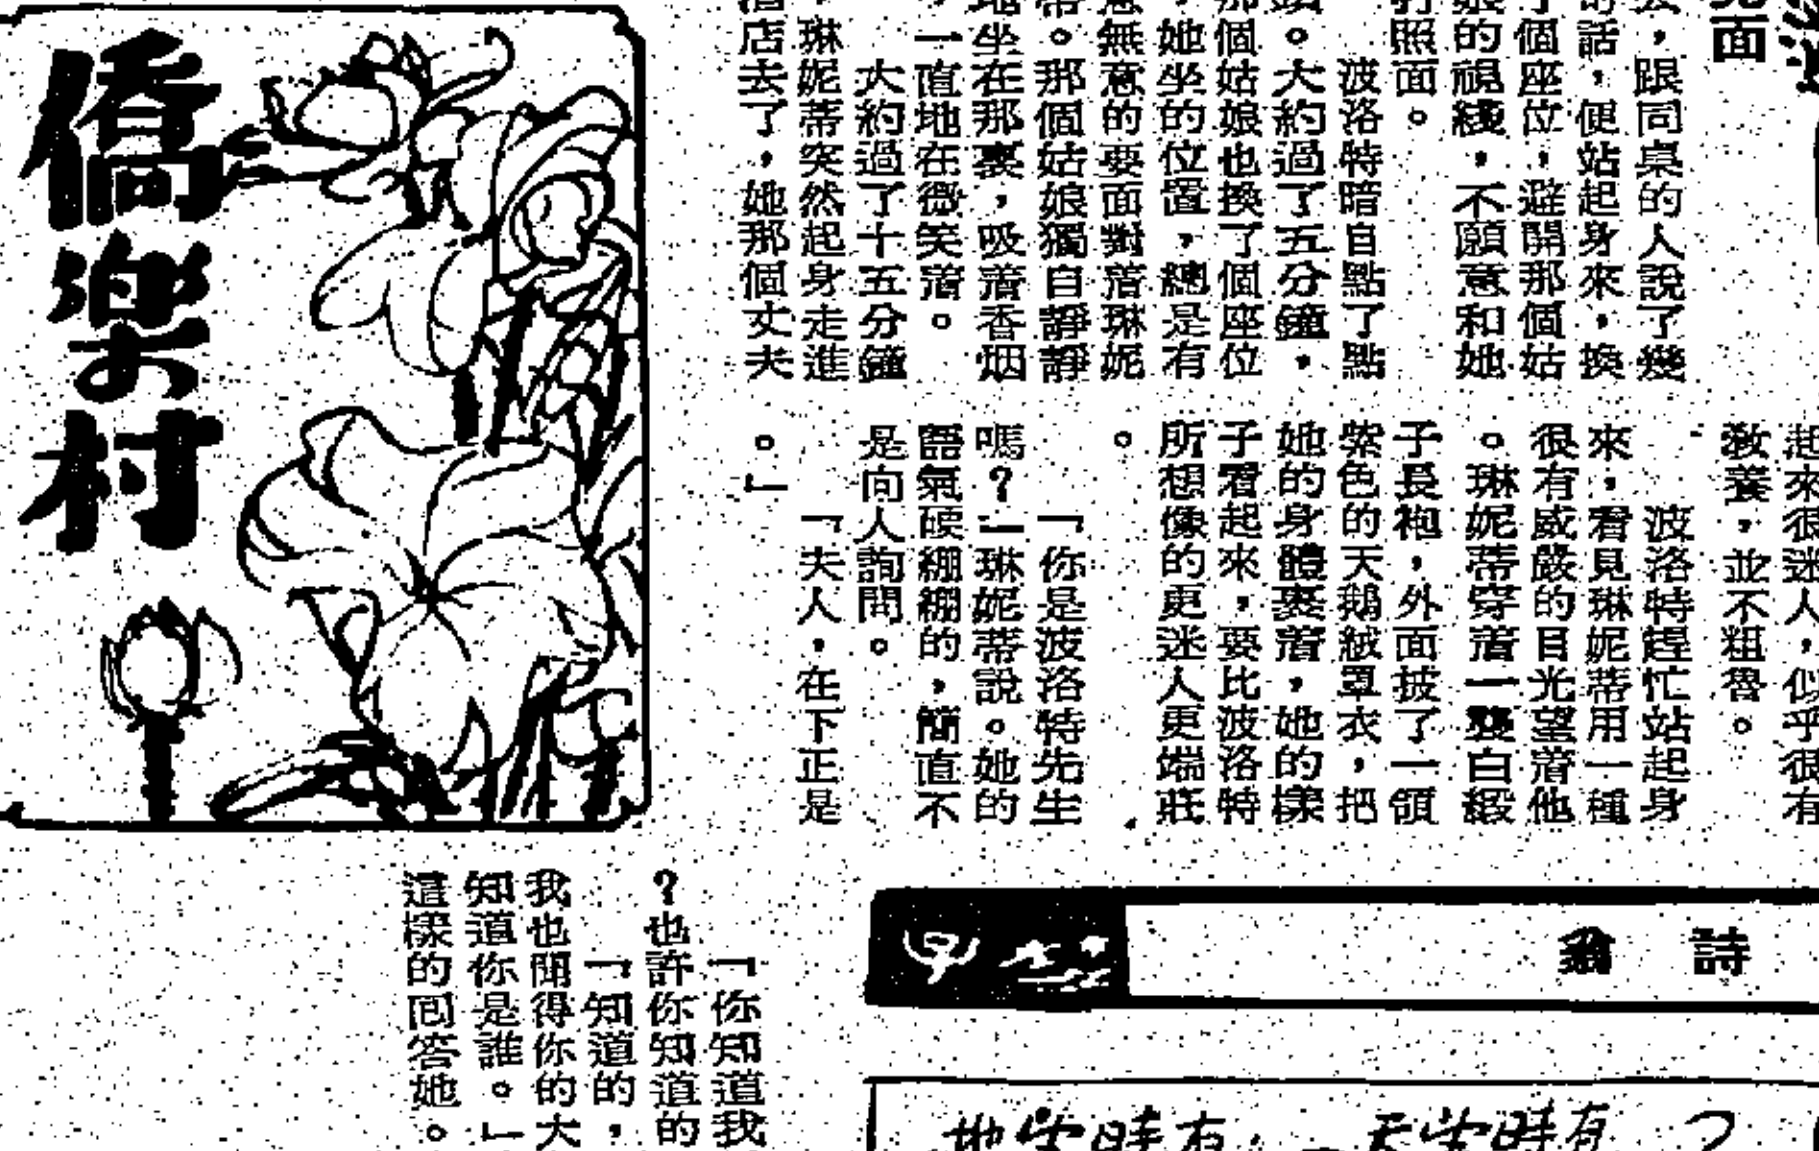 面
去，跟同桌的人說了幾
的話，便站起身來，換
了個座位，避開那個姑
娘的視綫，不願意和她
打照面。
波洛特暗自點了點
頭。大約過了五分鐘，
那個姑娘也換了個座位
，她坐的位置，總是有
意無意的要面對着琳妮
蒂。那個姑娘獨自靜靜
地坐在那裏，吸着香烟
，一直地在微笑着。
大約過了十五分鐘
，琳妮蒂突然起身走進
酒店去了，她那個丈夫
起來很迷人，似乎很有
教養，並不粗魯。
波洛特趕忙站起身
來，看見琳妮蒂用一種
很有威嚴的目光望着他
。琳妮蒂穿着一襲白緞
子長袍，外面披了一領
紫色的天鵝絨罩衣，把
她的身體裹着，她的樣
子看起來，要比波洛特
所想像的更迷人更端莊
。
「你是波洛特先生
嗎？」琳妮蒂說。她的
語氣硬綳綳的，簡直不
是向人詢問。
「夫人，在下正是
。」
僑樂村
「你知道我
？也許你知道的
「知道的，
我也聞得你的大
知道你是誰。」
這樣的回答她。
詩翁